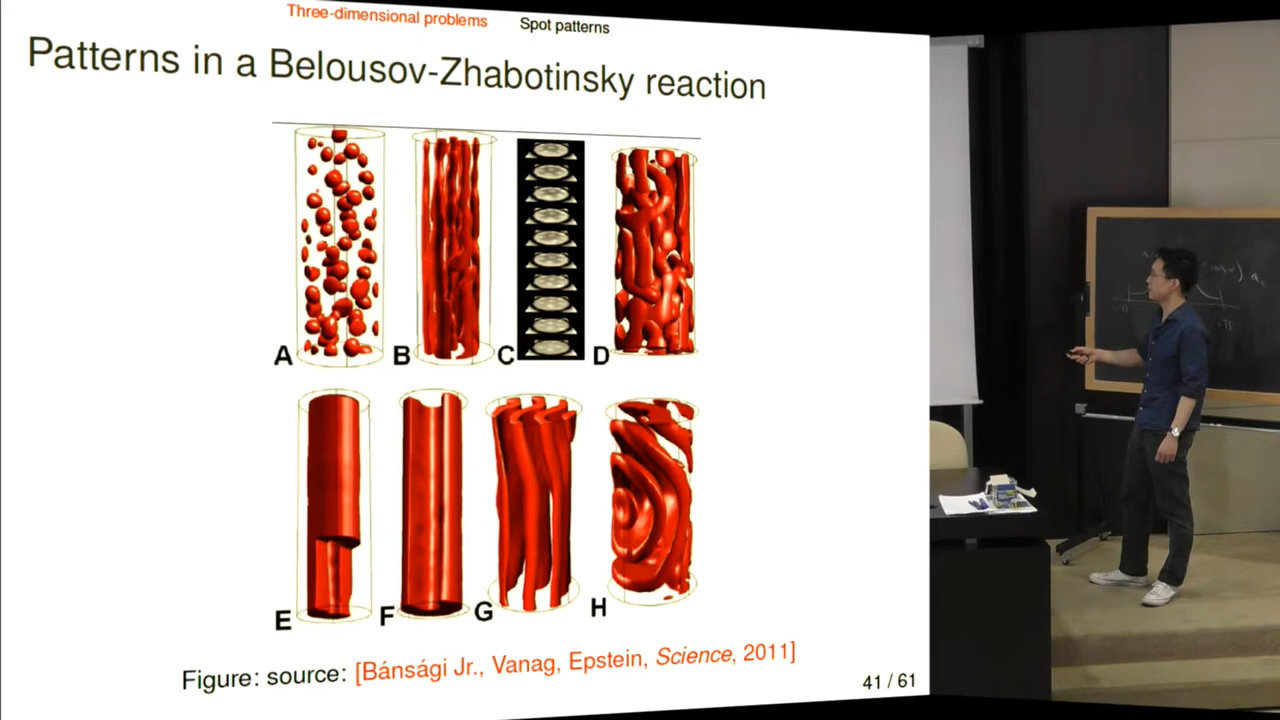 Three-dimensional problems Spot patterns
Patterns in a Belousov-Zhabotinsky reaction
A B C D
E F G H
Figure: source: [Bánsági Jr., Vanag, Epstein, Science, 2011]
41 / 61